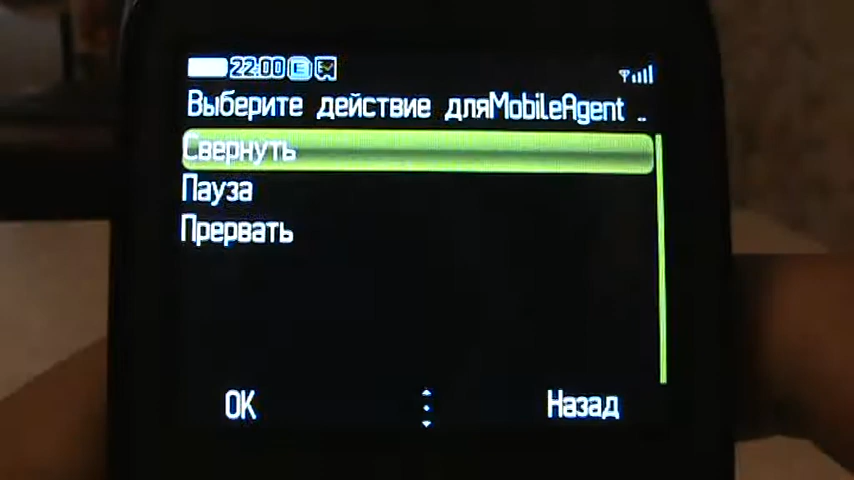 22:00 E
Выберите действие дляMobileAgent ..
Свернуть
Пауза
Прервать
OK Назад